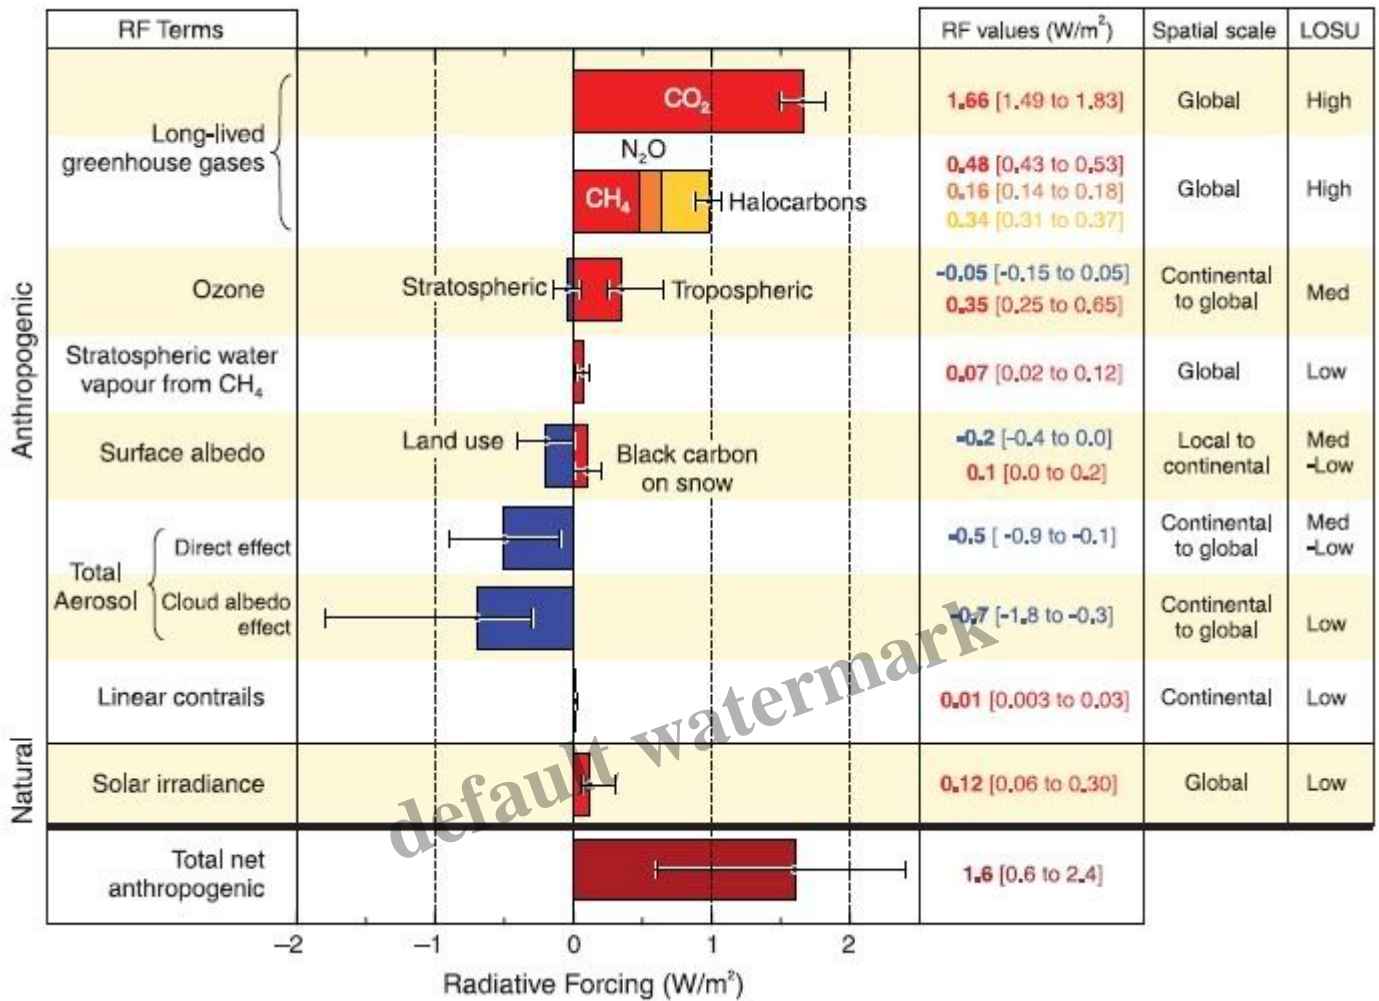 RF Terms
RF values (W/m²)
Spatial scale
LOSU
Anthropogenic
Long-lived
greenhouse gases
CO₂
1.66 [1.49 to 1.83]
Global
High
N₂O
CH₄
Halocarbons
0.48 [0.43 to 0.53]
0.16 [0.14 to 0.18]
0.34 [0.31 to 0.37]
Global
High
Ozone
Stratospheric
Tropospheric
-0.05 [-0.15 to 0.05]
0.35 [0.25 to 0.65]
Continental
to global
Med
Stratospheric water
vapour from CH₄
0.07 [0.02 to 0.12]
Global
Low
Surface albedo
Land use
Black carbon
on snow
-0.2 [-0.4 to 0.0]
0.1 [0.0 to 0.2]
Local to
continental
Med
-Low
Total
Aerosol
Direct effect
-0.5 [ -0.9 to -0.1]
Continental
to global
Med
-Low
Cloud albedo
effect
-0.7 [-1.8 to -0.3]
Continental
to global
Low
Linear contrails
0.01 [0.003 to 0.03]
Continental
Low
Natural
Solar irradiance
0.12 [0.06 to 0.30]
Global
Low
Total net
anthropogenic
1.6 [0.6 to 2.4]
–2 –1 0 1 2
Radiative Forcing (W/m²)
default watermark